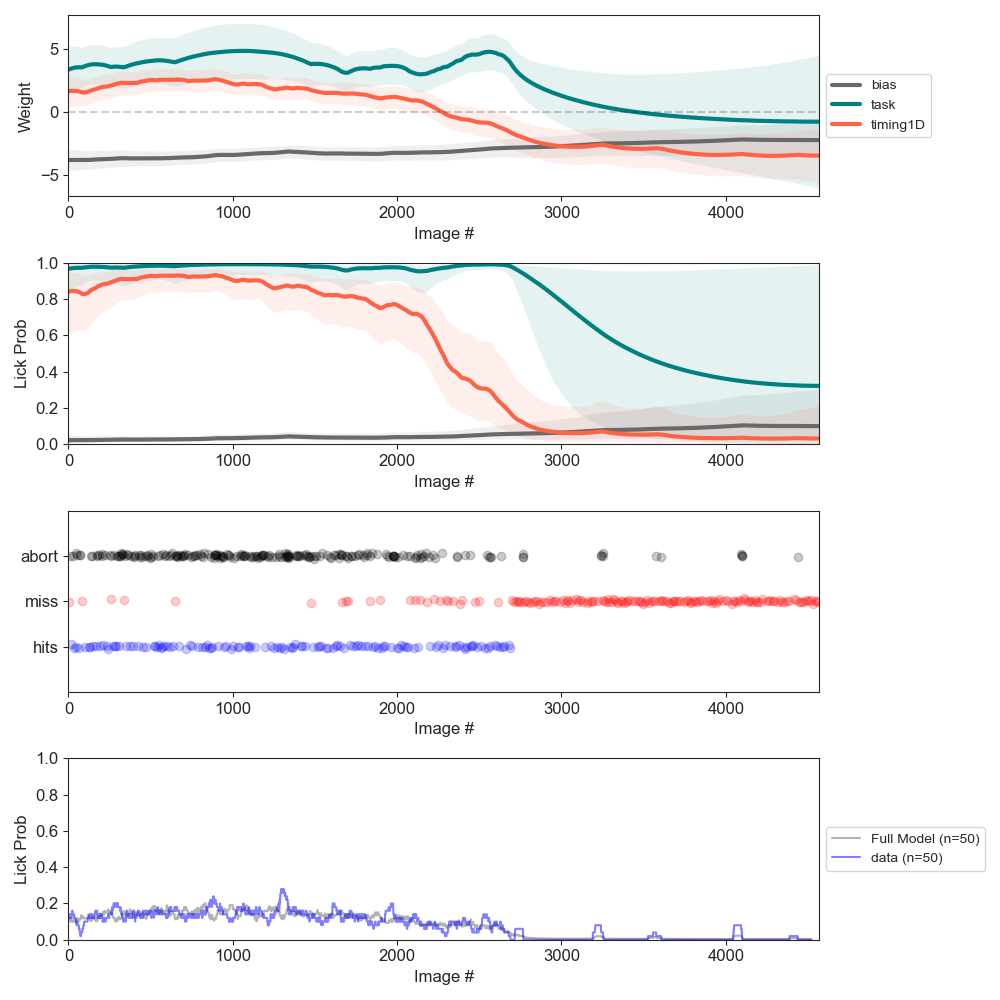 5
0
−5
Weight
0
1000
2000
3000
4000
Image #
bias
task
timing1D
1.0
0.8
0.6
0.4
0.2
0.0
Lick Prob
0
1000
2000
3000
4000
Image #
abort
miss
hits
0
1000
2000
3000
4000
Image #
1.0
0.8
0.6
0.4
0.2
0.0
Lick Prob
0
1000
2000
3000
4000
Image #
Full Model (n=50)
data (n=50)